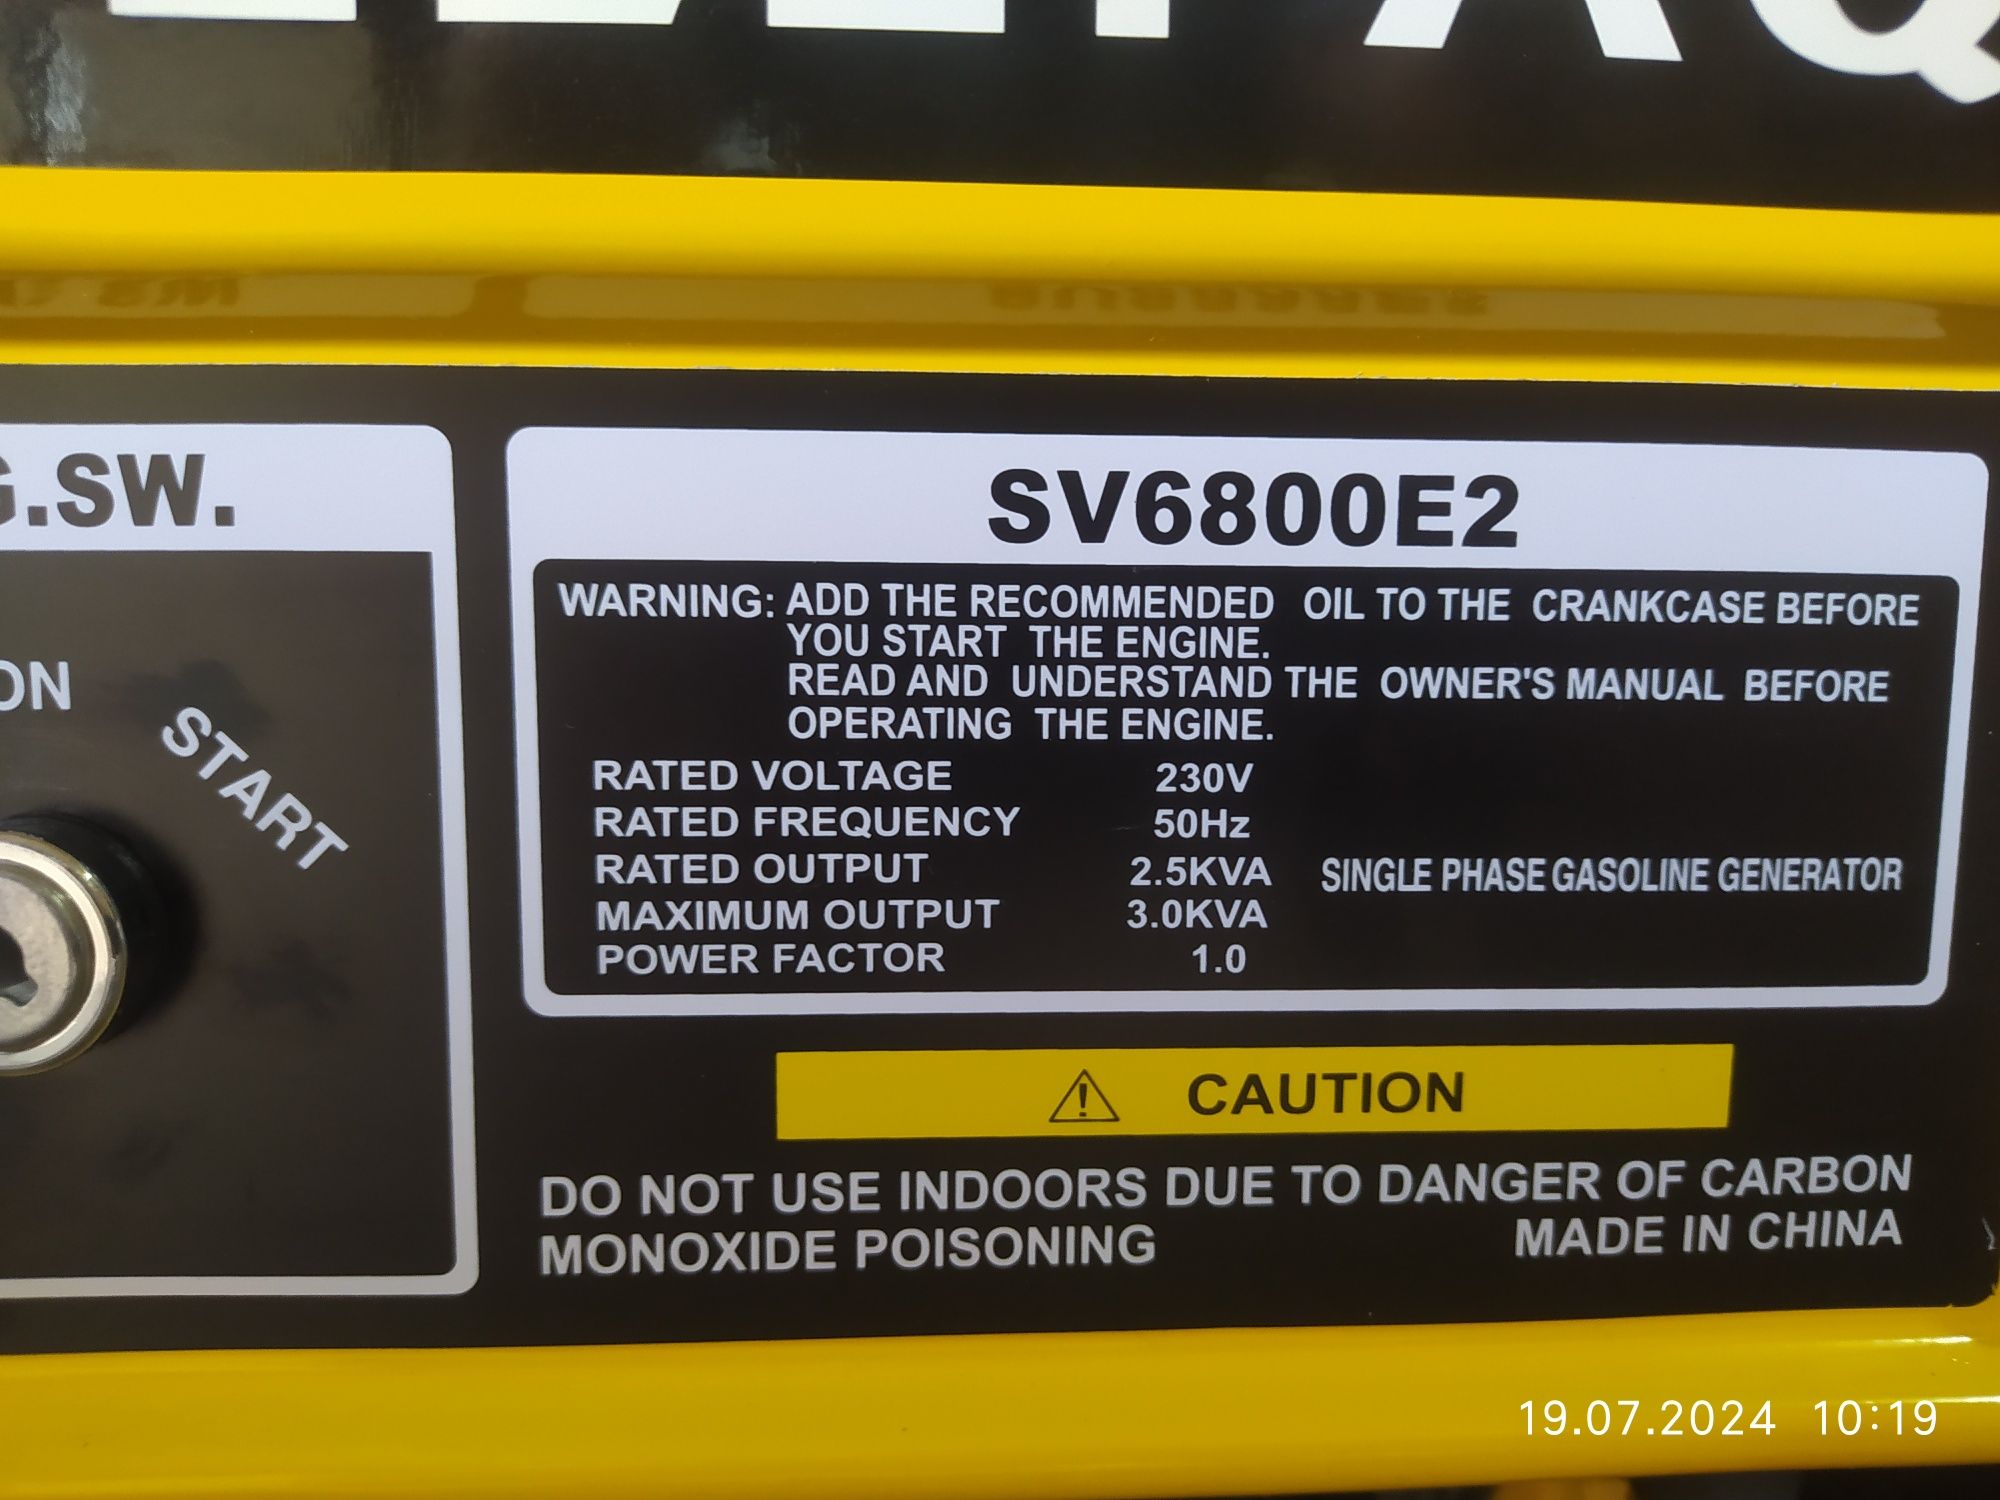 .SW.
ON
START
SV6800E2
WARNING: ADD THE RECOMMENDED OIL TO THE CRANKCASE BEFORE
YOU START THE ENGINE.
READ AND UNDERSTAND THE OWNER'S MANUAL BEFORE
OPERATING THE ENGINE.
RATED VOLTAGE 230V
RATED FREQUENCY 50Hz
RATED OUTPUT 2.5KVA SINGLE PHASE GASOLINE GENERATOR
MAXIMUM OUTPUT 3.0KVA
POWER FACTOR 1.0
CAUTION
DO NOT USE INDOORS DUE TO DANGER OF CARBON
MONOXIDE POISONING MADE IN CHINA
19.07.2024 10:19